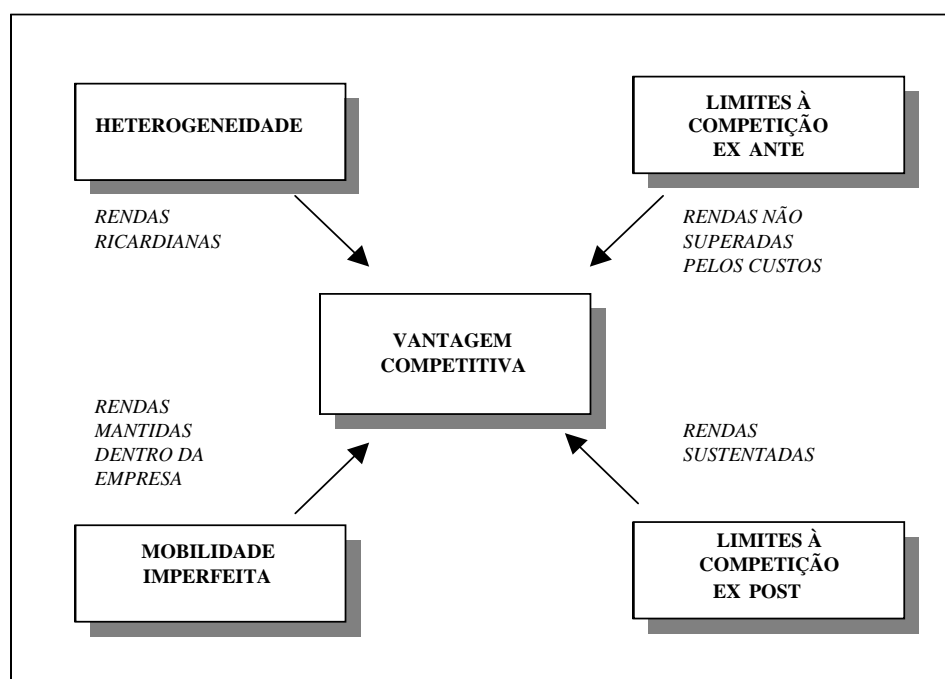 HETEROGENEIDADE
LIMITES À
COMPETIÇÃO
EX ANTE
RENDAS
RICARDIANAS
RENDAS NÃO
SUPERADAS
PELOS CUSTOS
VANTAGEM
COMPETITIVA
RENDAS
MANTIDAS
DENTRO DA
EMPRESA
RENDAS
SUSTENTADAS
MOBILIDADE
IMPERFEITA
LIMITES À
COMPETIÇÃO
EX POST